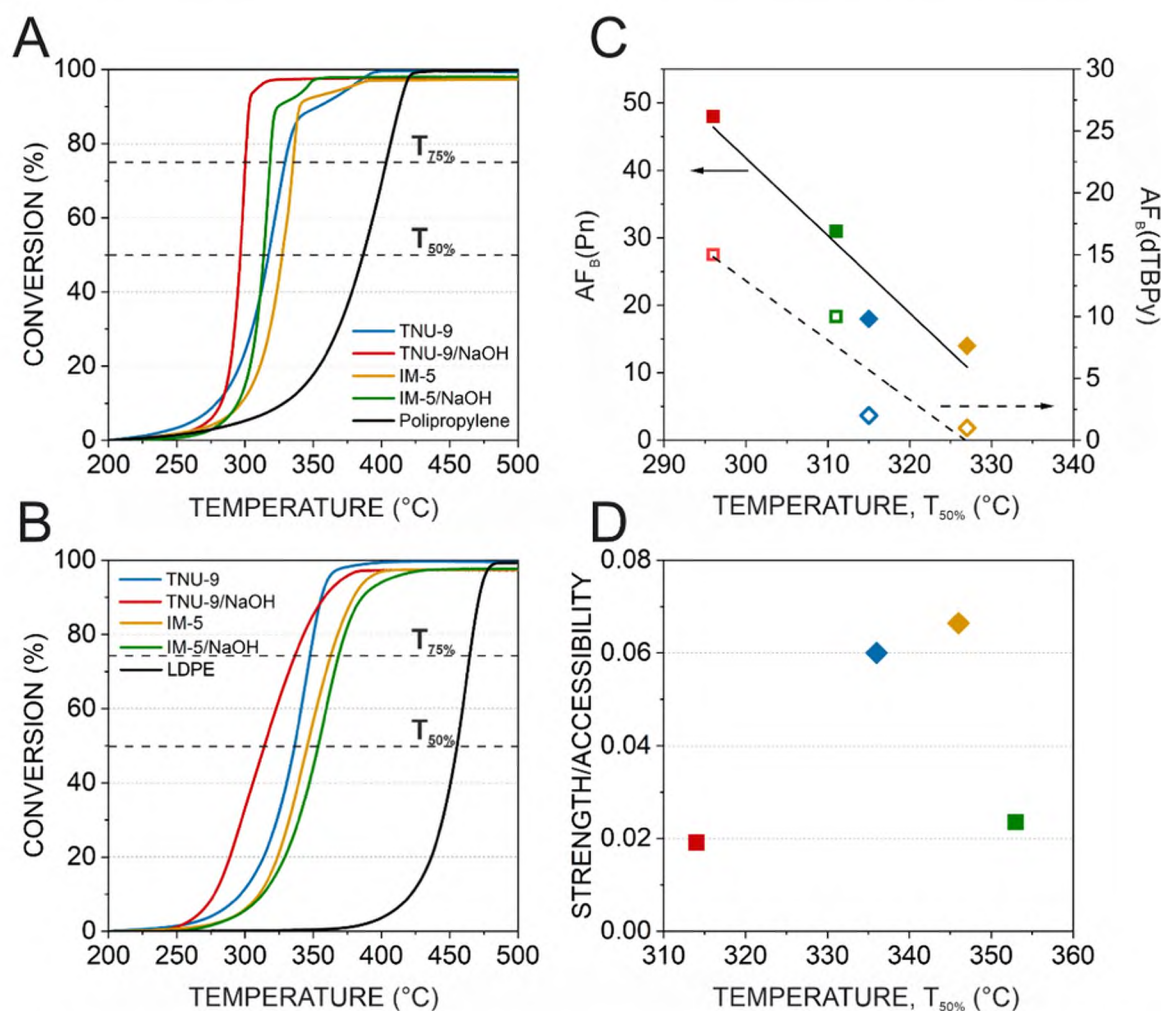 A
CONVERSION (%)
100
80
60
40
20
0
T75%
T50%
TNU-9
TNU-9/NaOH
IM-5
IM-5/NaOH
Polipropylene
200 250 300 350 400 450 500
TEMPERATURE (°C)
C
AFB(Pn)
50
40
30
20
10
0
30
25
20
15
10
5
0
AFB(dTBPy)
290 300 310 320 330 340
TEMPERATURE, T50% (°C)
B
CONVERSION (%)
100
80
60
40
20
0
TNU-9
TNU-9/NaOH
IM-5
IM-5/NaOH
LDPE
T75%
T50%
200 250 300 350 400 450 500
TEMPERATURE (°C)
D
STRENGTH/ACCESSIBILITY
0.08
0.06
0.04
0.02
0.00
310 320 330 340 350 360
TEMPERATURE, T50% (°C)